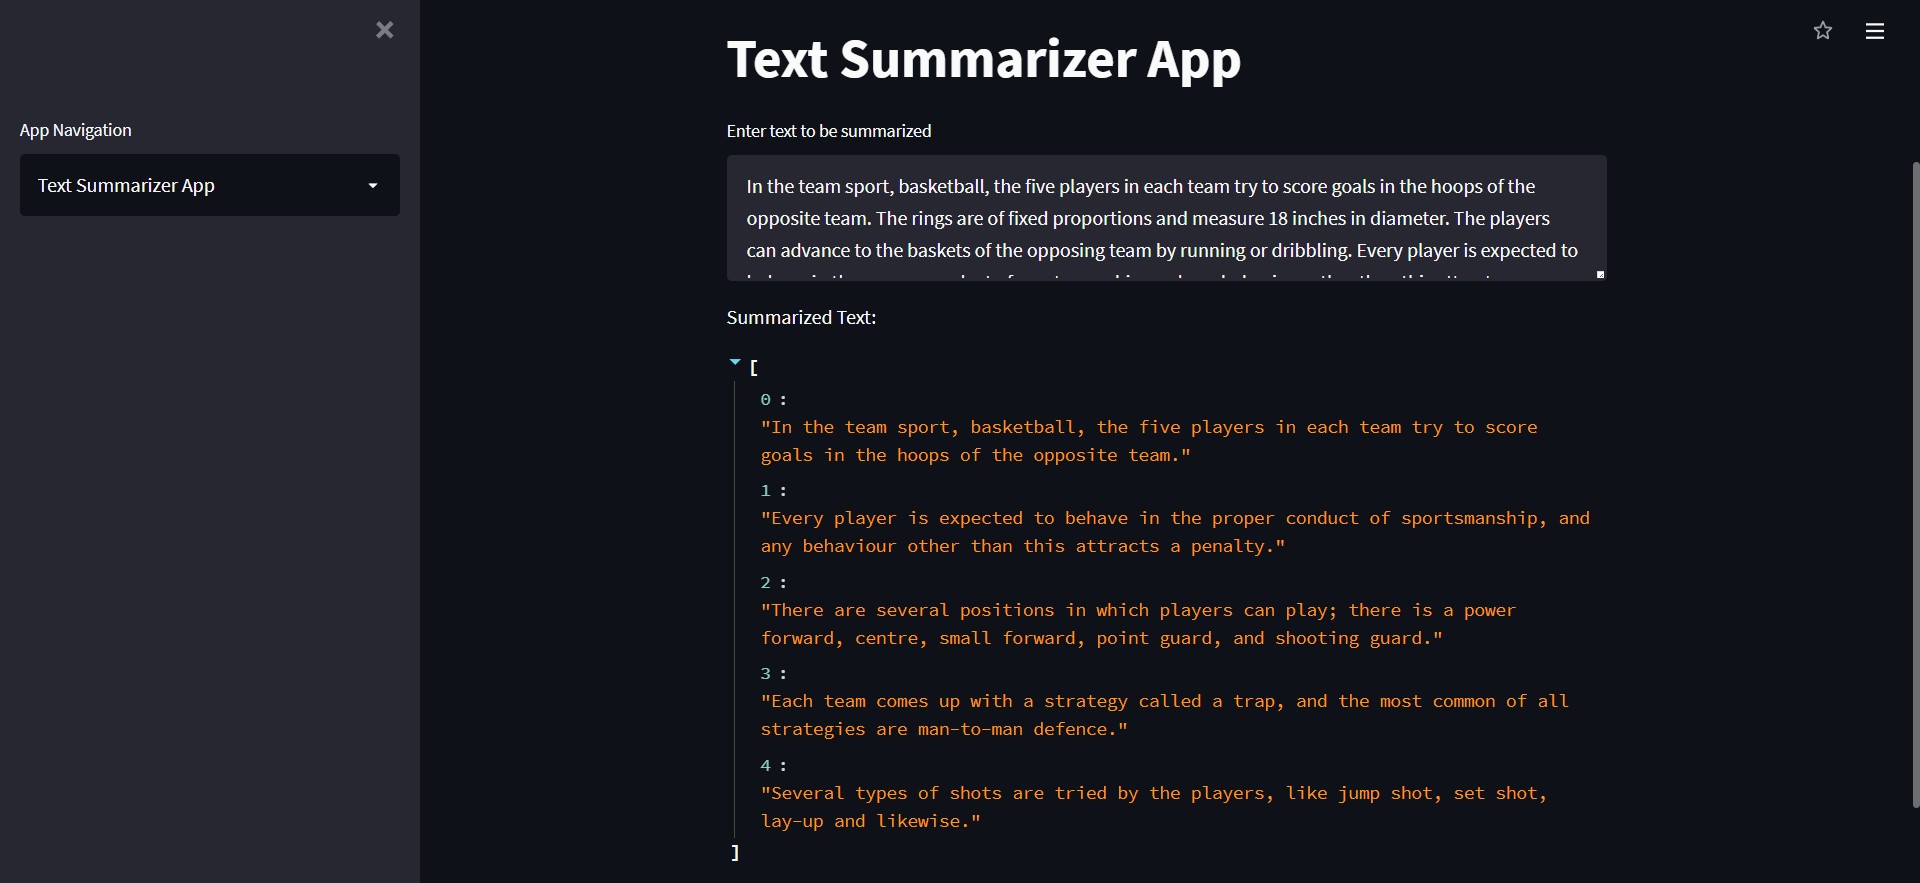 App Navigation
Text Summarizer App
Text Summarizer App
Enter text to be summarized
In the team sport, basketball, the five players in each team try to score goals in the hoops of the
opposite team. The rings are of fixed proportions and measure 18 inches in diameter. The players
can advance to the baskets of the opposing team by running or dribbling. Every player is expected to
Summarized Text:
[
0 :
"In the team sport, basketball, the five players in each team try to score
goals in the hoops of the opposite team."
1 :
"Every player is expected to behave in the proper conduct of sportsmanship, and
any behaviour other than this attracts a penalty."
2 :
"There are several positions in which players can play; there is a power
forward, centre, small forward, point guard, and shooting guard."
3 :
"Each team comes up with a strategy called a trap, and the most common of all
strategies are man-to-man defence."
4 :
"Several types of shots are tried by the players, like jump shot, set shot,
lay-up and likewise."
]